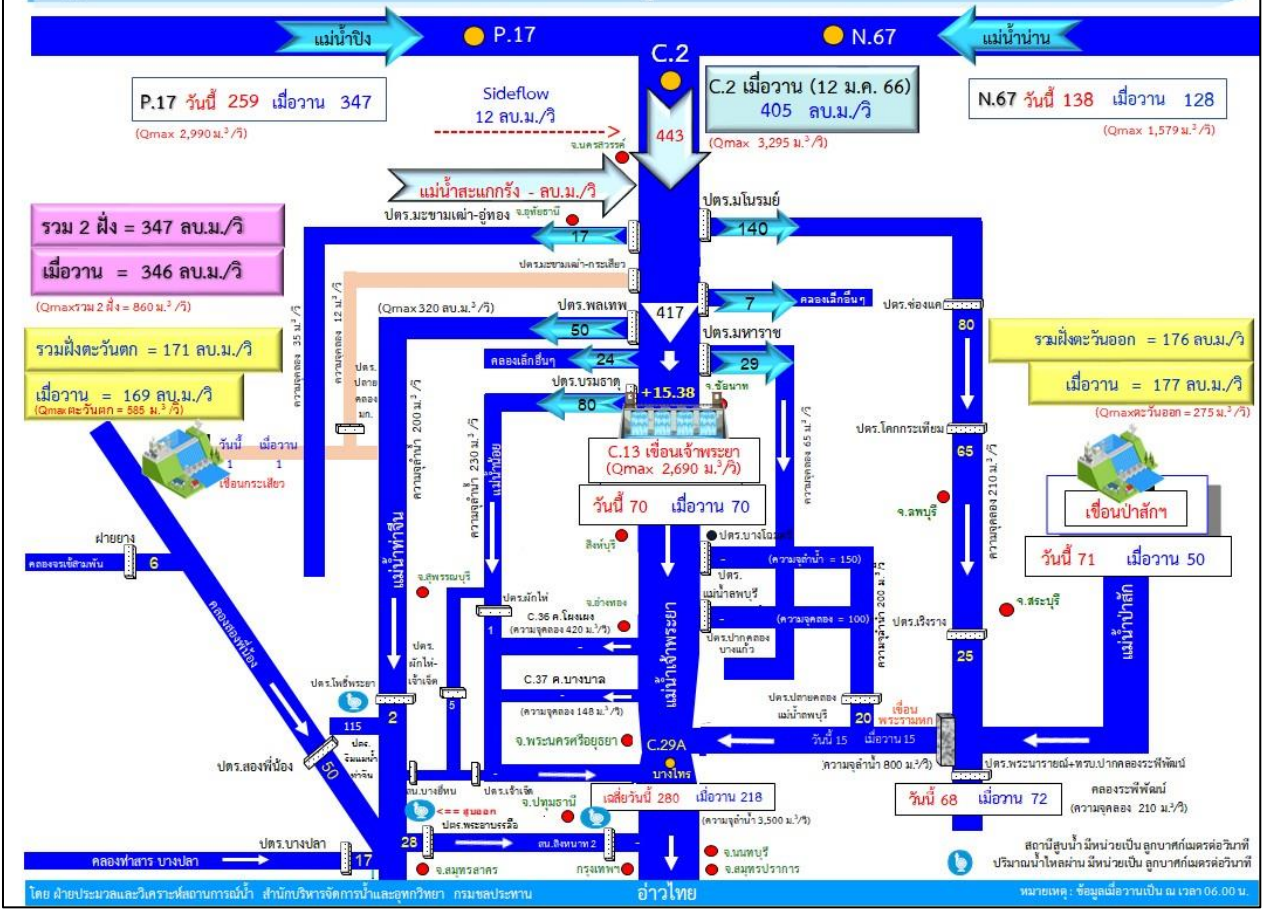 แม่น้ำปิง
P.17
C.2
N.67
แม่น้ำน่าน
P.17 วันนี้ 259 เมื่อวาน 347
(Qmax 2,990 ม.³/วิ)
Sideflow
12 ลบ.ม./วิ
จ.นครสวรรค์
443
C.2 เมื่อวาน (12 ม.ค. 66)
405 ลบ.ม./วิ
(Qmax 3,295 ม.³/วิ)
N.67 วันนี้ 138 เมื่อวาน 128
(Qmax 1,579 ม.³/วิ)
แม่น้ำสะแกกรัง - ลบ.ม./วิ
รวม 2 ฝั่ง = 347 ลบ.ม./วิ
เมื่อวาน = 346 ลบ.ม./วิ
(Qmaxรวม 2 ฝั่ง = 860 ม.³/วิ)
ปตร.มะขามเฒ่า-อู่ทอง จ.อุทัยธานี
17
ปตร.มโนรมย์
140
ปตร.มะขามเฒ่า-กระเสียว
7
คลองเล็กอื่นๆ
(Qmax 320 ลบ.ม./วิ)
ปตร.พลเทพ
50
417
ปตร.มหาราช
29
คลองเล็กอื่นๆ
24
ปตร.ช่องแค
80
รวมฝั่งตะวันตก = 171 ลบ.ม./วิ
เมื่อวาน = 169 ลบ.ม./วิ
(Qmaxตะวันตก = 585 ม.³/วิ)
รวมฝั่งตะวันออก = 176 ลบ.ม./วิ
เมื่อวาน = 177 ลบ.ม./วิ
(Qmaxตะวันออก = 275 ม.³/วิ)
ความจุคลอง 35 ม.³/วิ
ความจุคลอง 12 ม.³/วิ
ปตร.
ปลาย
คลอง
มก.
ปตร.บรมธาตุ
80
+15.38
จ.ชัยนาท
C.13 เขื่อนเจ้าพระยา
(Qmax 2,690 ม.³/วิ)
วันนี้ 70 เมื่อวาน 70
ความจุลำน้ำ 200 ม.³/วิ
ความจุลำน้ำ 230 ม.³/วิ
แม่น้ำน้อย
ความจุคลอง 65 ม.³/วิ
ปตร.โคกกระเทียม
65
ความจุคลอง 210 ม.³/วิ
จ.ลพบุรี
วันนี้ เมื่อวาน
1 1
เขื่อนกระเสียว
เขื่อนป่าสักฯ
วันนี้ 71 เมื่อวาน 50
แม่น้ำป่าสัก
ฝายยาง
คลองจรเข้สามพัน
6
แม่น้ำท่าจีน
สิงห์บุรี
(ความจุลำน้ำ = 150)
-
ปตร.
แม่น้ำลพบุรี
(ความจุคลอง = 100)
-
ปตร.ปากคลอง
บางแก้ว
ความจุลำน้ำ 200 ม.³/วิ
จ.สุพรรณบุรี
คลองสองพี่น้อง
ปตร.ผักไห่
1
จ.อ่างทอง
C.36 ค.โผงเผง
(ความจุคลอง 420 ม.³/วิ)
-
C.37 ค.บางบาล
-
(ความจุคลอง 148 ม.³/วิ)
แม่น้ำเจ้าพระยา
จ.สระบุรี
ปตร.เริงราง
25
ปตร.
ผักไห่-
เจ้าเจ็ด
5
ปตร.โพธิ์พระยา
2
115
ปตร.
ท่าจีน
ปตร.สองพี่น้อง
50
ปตร.ปลายคลอง
แม่น้ำลพบุรี
20
เขื่อน
พระรามหก
วันนี้ 15 เมื่อวาน 15
(ความจุลำน้ำ 800 ม.³/วิ)
จ.พระนครศรีอยุธยา
C.29A
บางไทร
ปตร.พระนารายณ์+ทรบ.ปากคลองระพีพัฒน์
คลองระพีพัฒน์
(ความจุคลอง 210 ม.³/วิ)
วันนี้ 68 เมื่อวาน 72
สน.บางยี่หน
ปตร.เจ้าเจ็ด
-
เฉลี่ยวันนี้ 280 เมื่อวาน 218
(ความจุลำน้ำ 3,500 ม.³/วิ)
จ.ปทุมธานี
<== สูบออก
ปตร.พระยาบรรลือ
28
สน.สิงหนาท 2
-
ปตร.บางปลา
คลองท่าสาร บางปลา
17
จ.สมุทรสาคร
กรุงเทพฯ
จ.นนทบุรี
จ.สมุทรปราการ
สถานีสูบน้ำ มีหน่วยเป็น ลูกบาศก์เมตรต่อวินาที
ปริมาณน้ำไหลผ่าน มีหน่วยเป็น ลูกบาศก์เมตรต่อวินาที
โดย ฝ่ายประมวลและวิเคราะห์สถานการณ์น้ำ สำนักบริหารจัดการน้ำและอุทกวิทยา กรมชลประทาน
อ่าวไทย
หมายเหตุ : ข้อมูลเมื่อวานเป็น ณ เวลา 06.00 น.